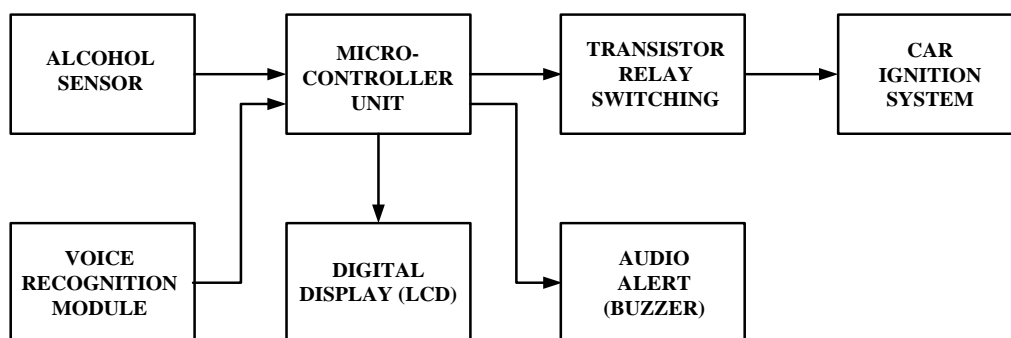 ALCOHOL
SENSOR
MICRO-
CONTROLLER
UNIT
TRANSISTOR
RELAY
SWITCHING
CAR
IGNITION
SYSTEM
VOICE
RECOGNITION
MODULE
DIGITAL
DISPLAY (LCD)
AUDIO
ALERT
(BUZZER)